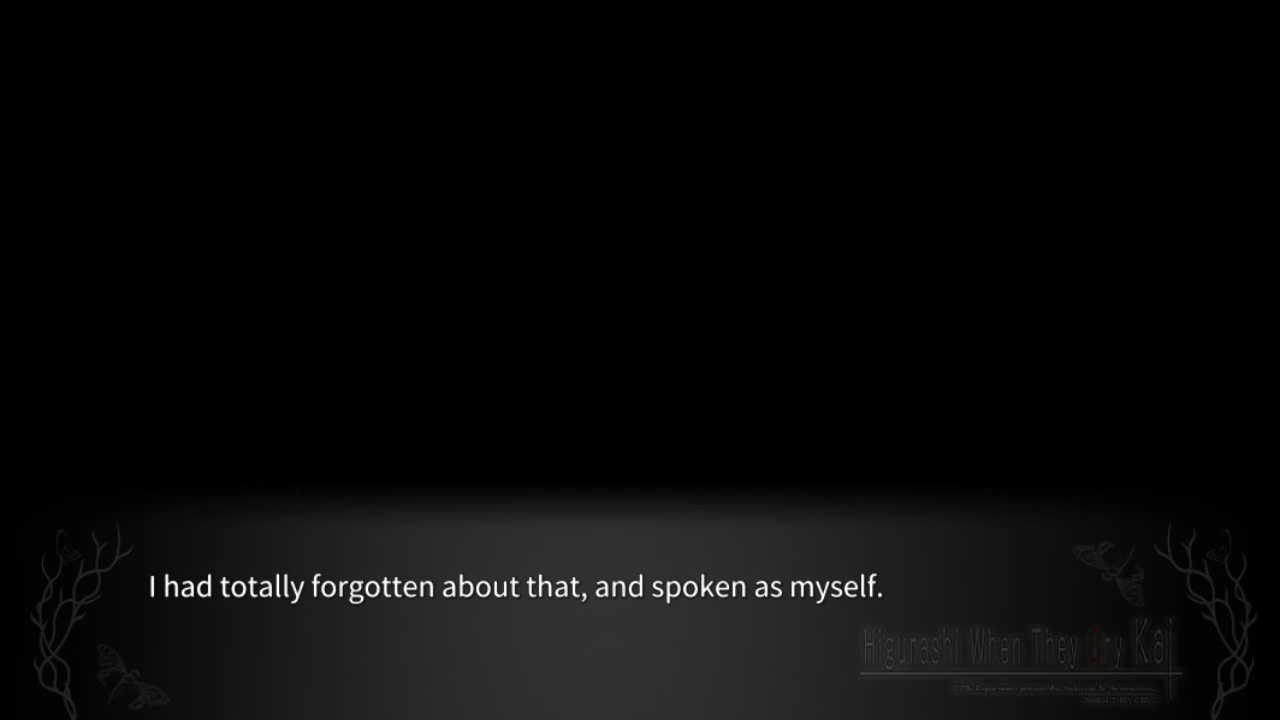 I had totally forgotten about that, and spoken as myself.
Higurashi When They Cry Kai